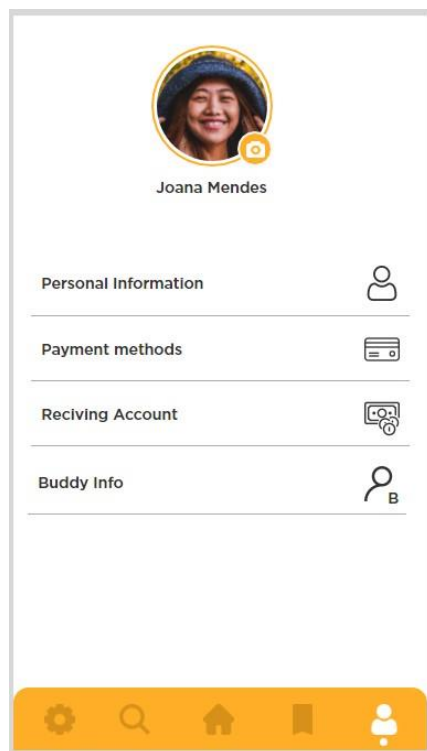 Joana Mendes
Personal Information
Payment methods
Reciving Account
Buddy Info
B